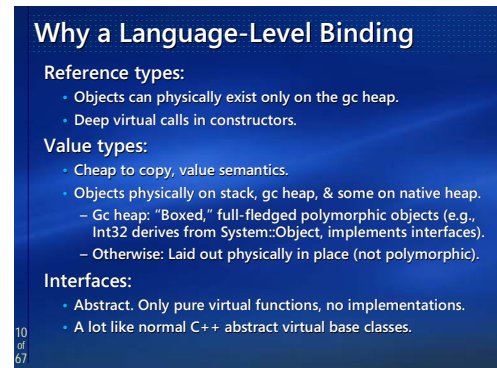 Why a Language-Level Binding
Reference types:
• Objects can physically exist only on the gc heap.
• Deep virtual calls in constructors.
Value types:
• Cheap to copy, value semantics.
• Objects physically on stack, gc heap, & some on native heap.
– Gc heap: “Boxed,” full-fledged polymorphic objects (e.g.,
Int32 derives from System::Object, implements interfaces).
– Otherwise: Laid out physically in place (not polymorphic).
Interfaces:
• Abstract. Only pure virtual functions, no implementations.
• A lot like normal C++ abstract virtual base classes.
10
of
67